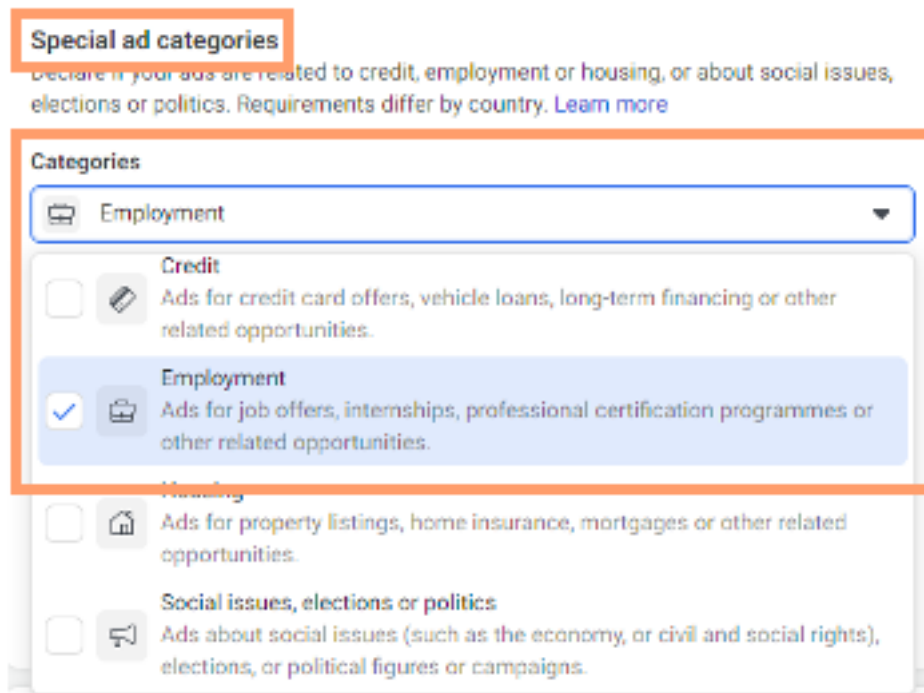 Special ad categories
Declare if your ads are related to credit, employment or housing, or about social issues,
elections or politics. Requirements differ by country. Learn more
Categories
Employment
Credit
Ads for credit card offers, vehicle loans, long-term financing or other
related opportunities.
Employment
Ads for job offers, internships, professional certification programmes or
other related opportunities.
Housing
Ads for property listings, home insurance, mortgages or other related
opportunities.
Social issues, elections or politics
Ads about social issues (such as the economy, or civil and social rights),
elections, or political figures or campaigns.